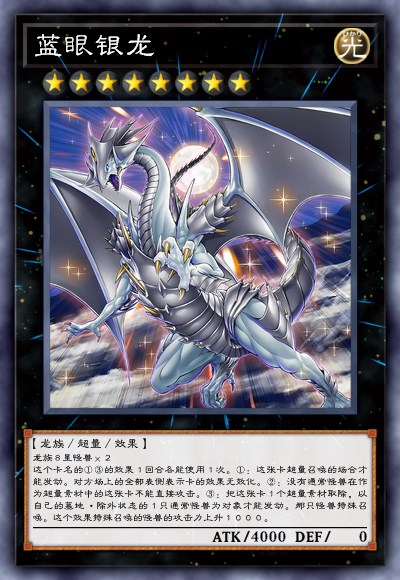 蓝眼银龙
ひかり
光
【龙族/超量/效果】
龙族8星怪兽×2
这个卡名的①③的效果1回合各能使用1次。①：这张卡超量召唤的场合才
能发动。对方场上的全部表侧表示卡的效果无效化。②：没有通常怪兽在作
为超量素材中的这张卡不能直接攻击。③：把这张卡1个超量素材取除，以
自己的墓地·除外状态的1只通常怪兽为对象才能发动。那只怪兽特殊召
唤。这个效果特殊召唤的怪兽的攻击力上升1000。
ATK/4000 DEF/ 0